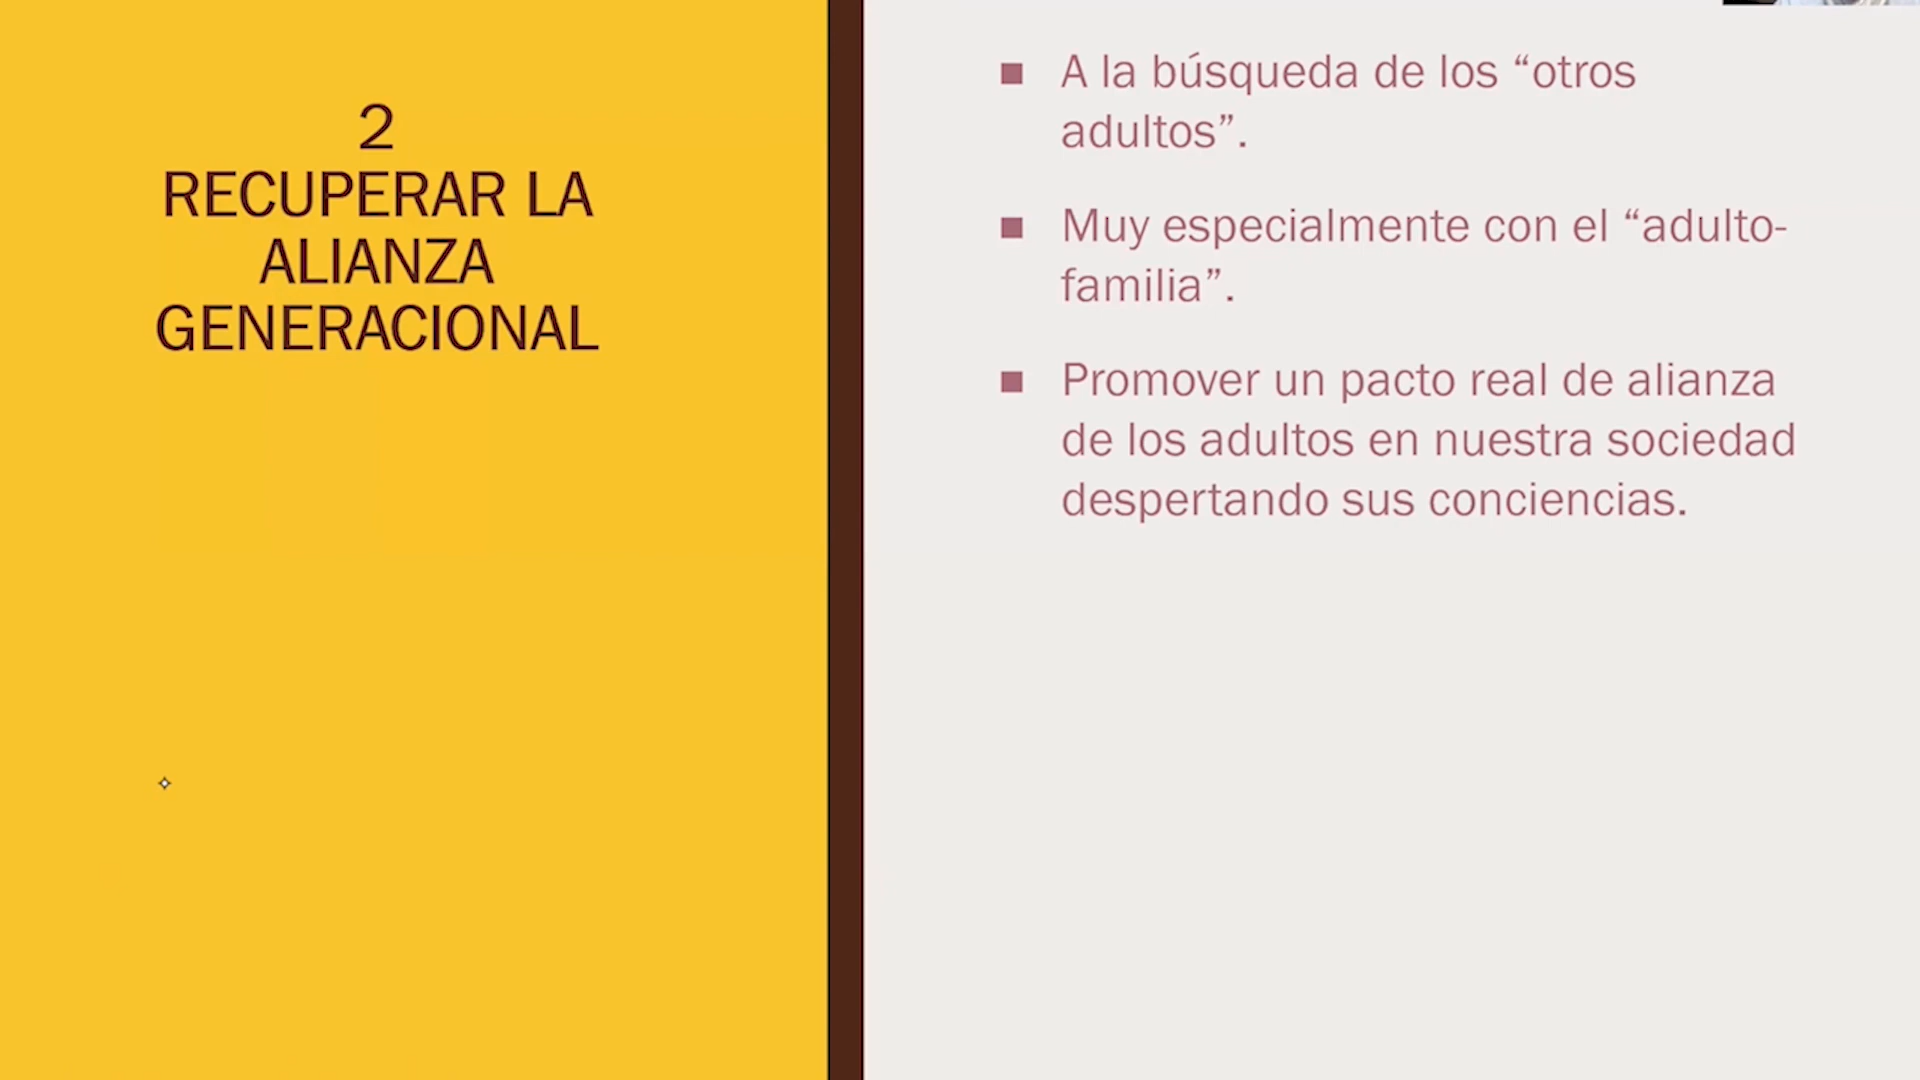 2
RECUPERAR LA
ALIANZA
GENERACIONAL
A la búsqueda de los “otros
adultos”.
Muy especialmente con el “adulto-
familia”.
Promover un pacto real de alianza
de los adultos en nuestra sociedad
despertando sus conciencias.